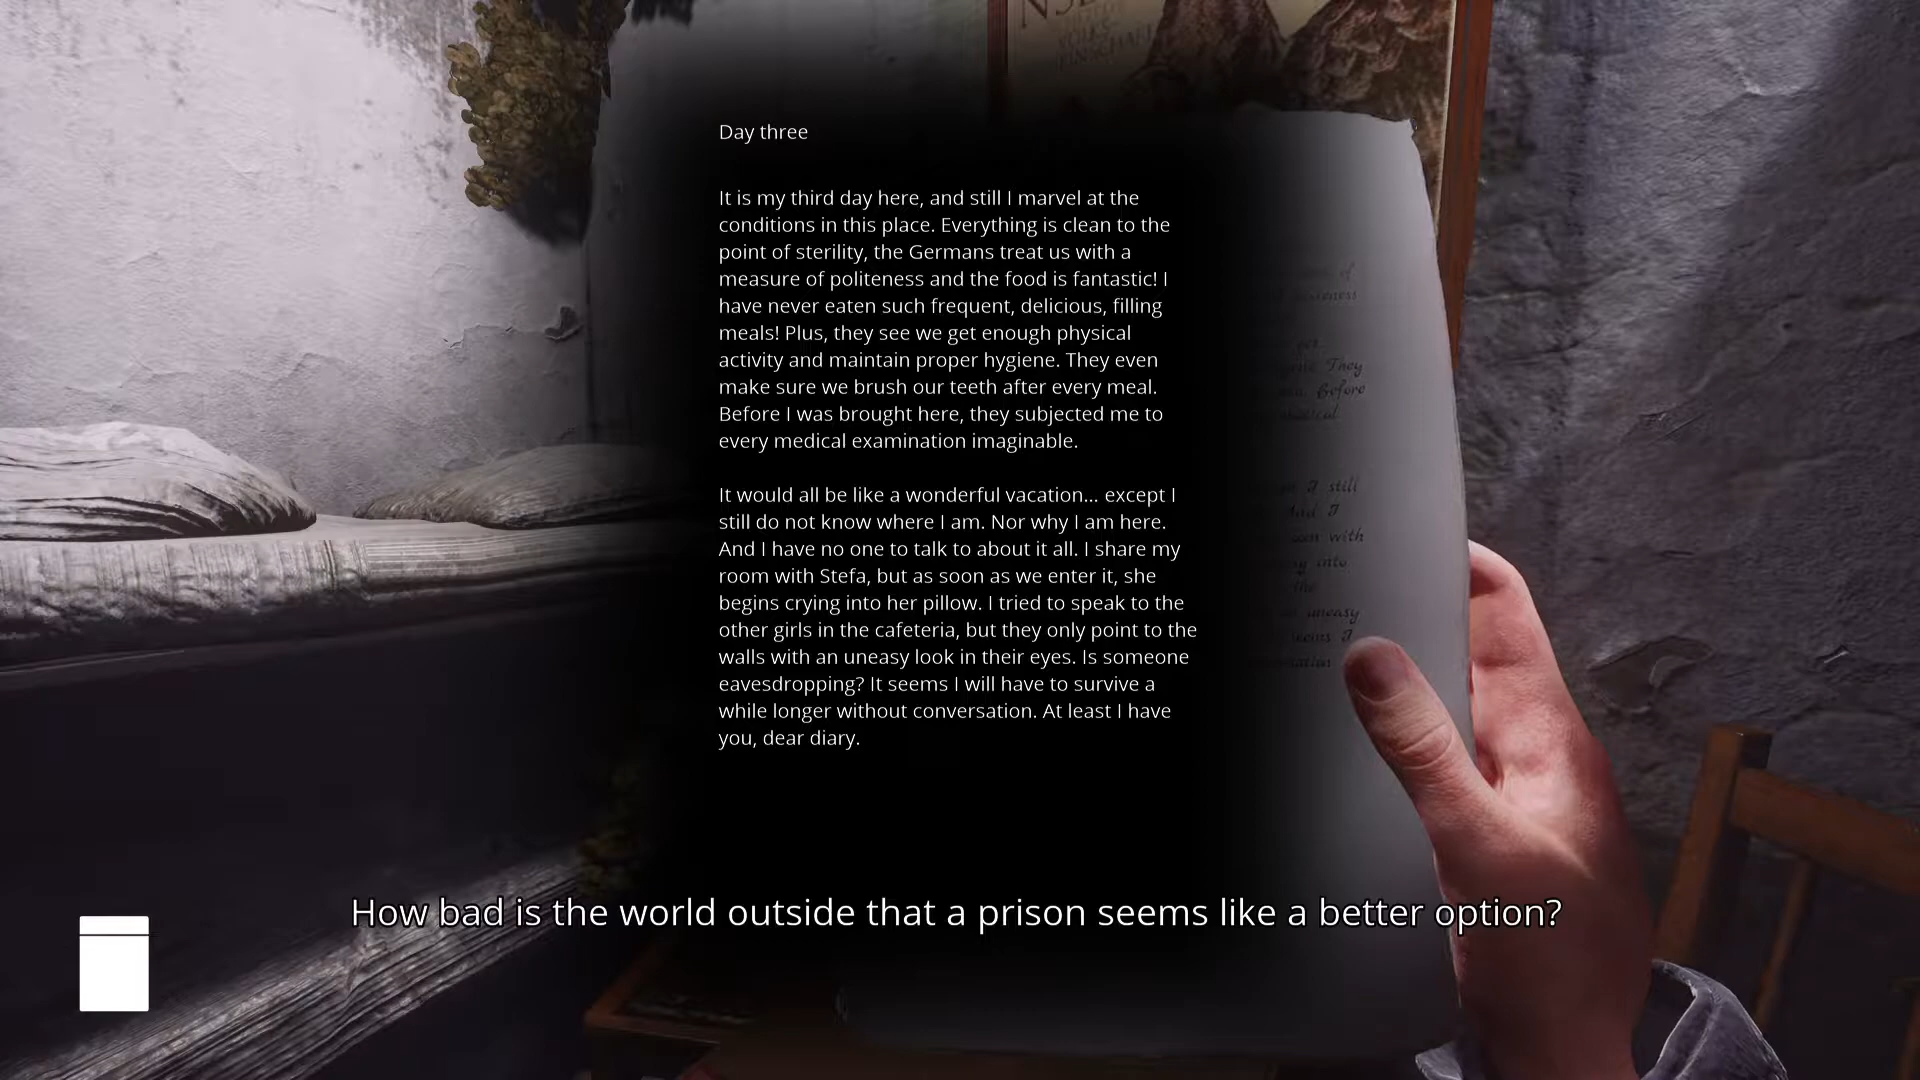 Day three
It is my third day here, and still I marvel at the
conditions in this place. Everything is clean to the
point of sterility, the Germans treat us with a
measure of politeness and the food is fantastic! I
have never eaten such frequent, delicious, filling
meals! Plus, they see we get enough physical
activity and maintain proper hygiene. They even
make sure we brush our teeth after every meal.
Before I was brought here, they subjected me to
every medical examination imaginable.
It would all be like a wonderful vacation... except I
still do not know where I am. Nor why I am here.
And I have no one to talk to about it all. I share my
room with Stefa, but as soon as we enter it, she
begins crying into her pillow. I tried to speak to the
other girls in the cafeteria, but they only point to the
walls with an uneasy look in their eyes. Is someone
eavesdropping? It seems I will have to survive a
while longer without conversation. At least I have
you, dear diary.
They
Before
I still
And I
with
into
the
uneasy
I
How bad is the world outside that a prison seems like a better option?